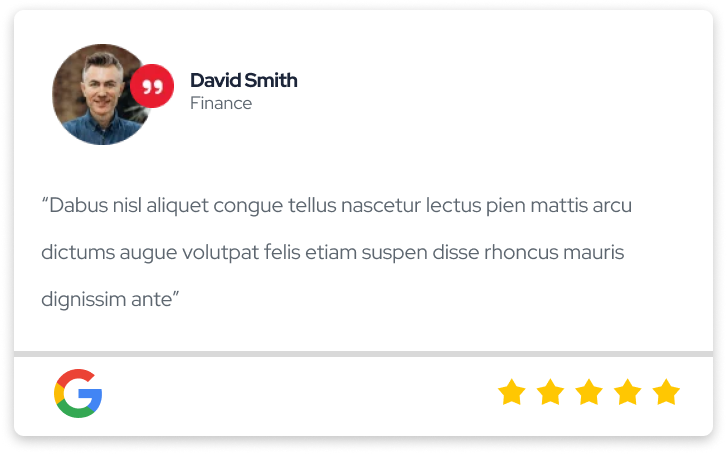 David Smith
Finance
“Dabus nisl aliquet congue tellus nascetur lectus pien mattis arcu
dictums augue volutpat felis etiam suspen disse rhoncus mauris
dignissim ante”